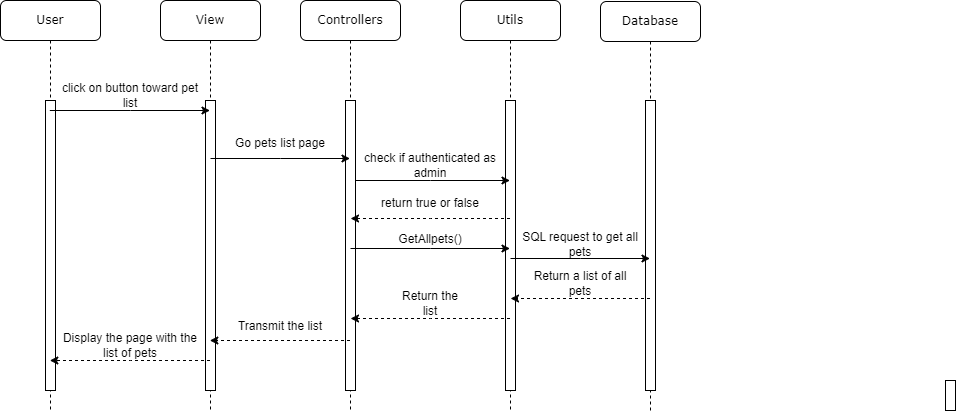 User
View
Controllers
Utils
Database
click on button toward pet
list
Go pets list page
check if authenticated as
admin
return true or false
GetAllpets()
SQL request to get all
pets
Return a list of all
pets
Return the
list
Transmit the list
Display the page with the
list of pets